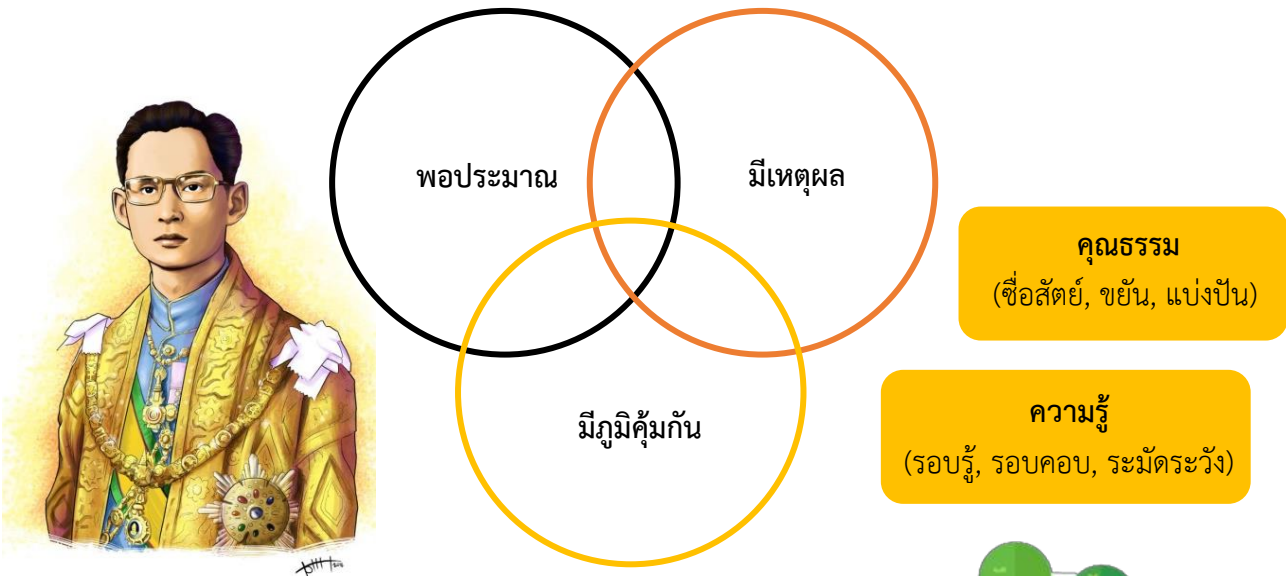 พอประมาณ
มีเหตุผล
คุณธรรม
(ซื่อสัตย์, ขยัน, แบ่งปัน)
มีภูมิคุ้มกัน
ความรู้
(รอบรู้, รอบคอบ, ระมัดระวัง)